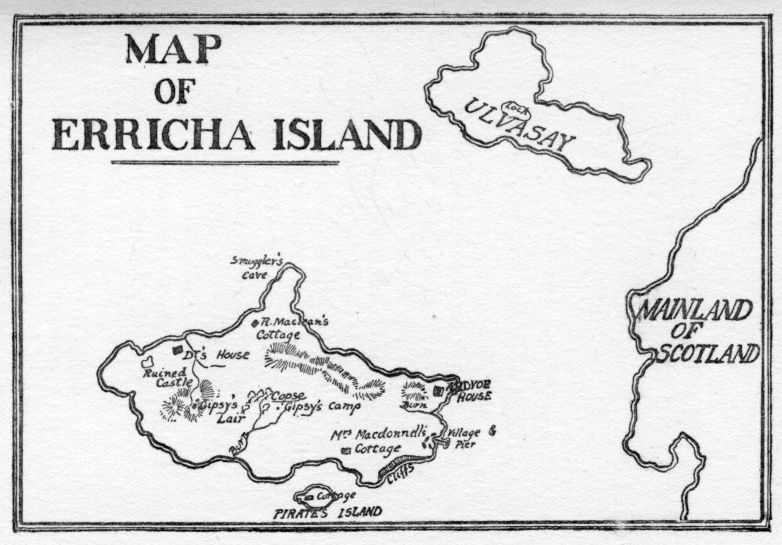 MAP
OF
ERRICHA ISLAND
Loch
ULVASAY
MAINLAND
OF
SCOTLAND
Smuggler's
Cave
R. Maclean's
Cottage
Dr's House
Ruined
Castle
Gipsy's
Lair
Copse
Gipsy's Camp
Burn
HOUSE
Burn
Mrs Macdonnell's
Cottage
Village &
Pier
Cliffs
Cottage
PIRATE'S ISLAND